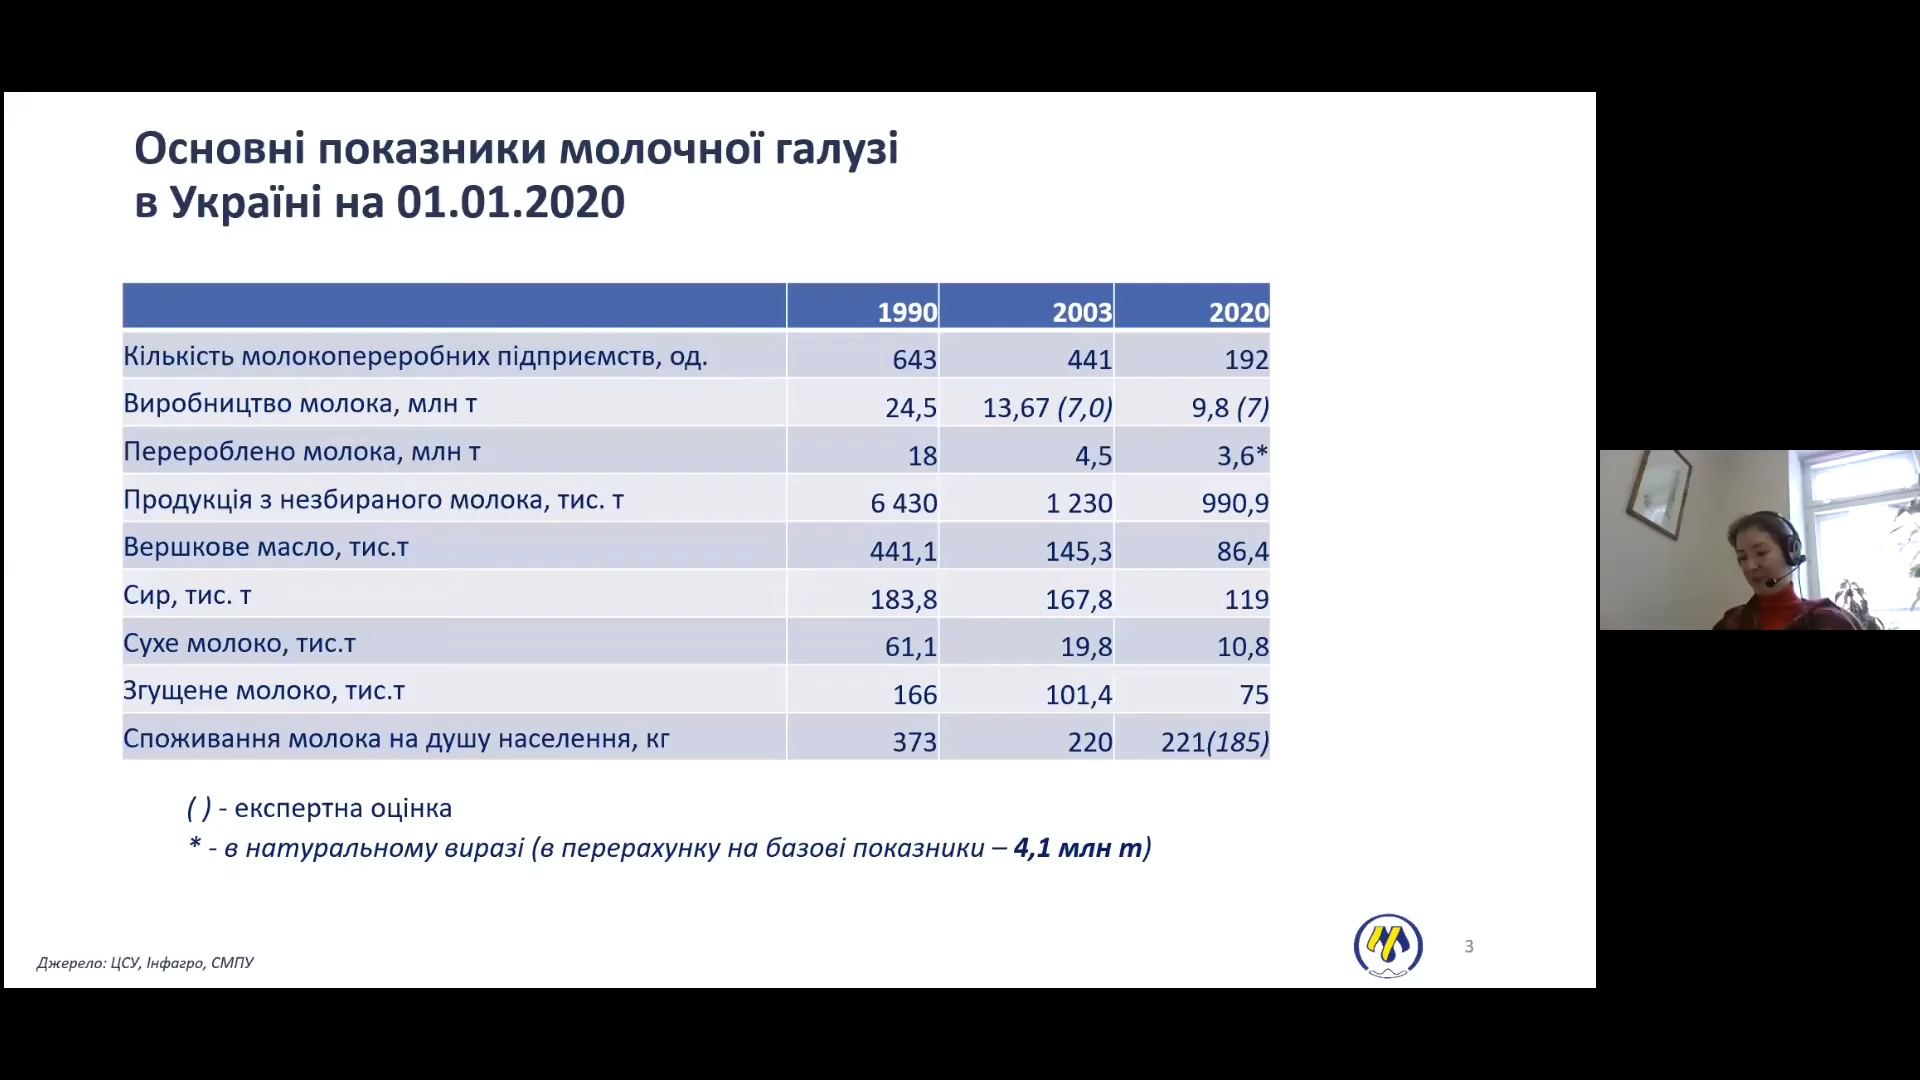 Основні показники молочної галузі
в Україні на 01.01.2020
1990 2003 2020
Кількість молокопереробних підприємств, од. 643 441 192
Виробництво молока, млн т 24,5 13,67 (7,0) 9,8 (7)
Перероблено молока, млн т 18 4,5 3,6*
Продукція з незбираного молока, тис. т 6 430 1 230 990,9
Вершкове масло, тис.т 441,1 145,3 86,4
Сир, тис. т 183,8 167,8 119
Сухе молоко, тис.т 61,1 19,8 10,8
Згущене молоко, тис.т 166 101,4 75
Споживання молока на душу населення, кг 373 220 221(185)
( ) - експертна оцінка
* - в натуральному виразі (в перерахунку на базові показники – 4,1 млн т)
Джерело: ЦСУ, Інфагро, СМПУ
3